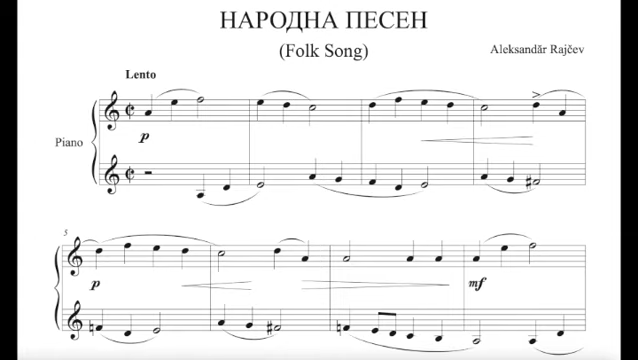 НАРОДНА ПЕСЕН
(Folk Song)
Aleksandăr Rajčev
Lento
Piano
p
5
p
mf